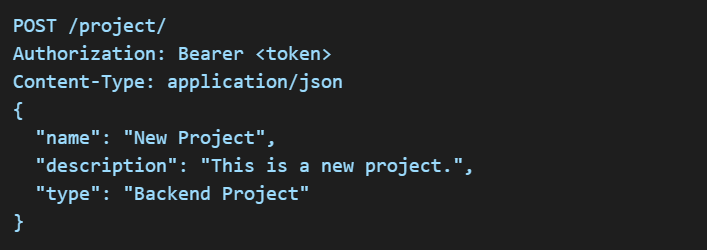 POST /project/
Authorization: Bearer <token>
Content-Type: application/json
{
  "name": "New Project",
  "description": "This is a new project.",
  "type": "Backend Project"
}